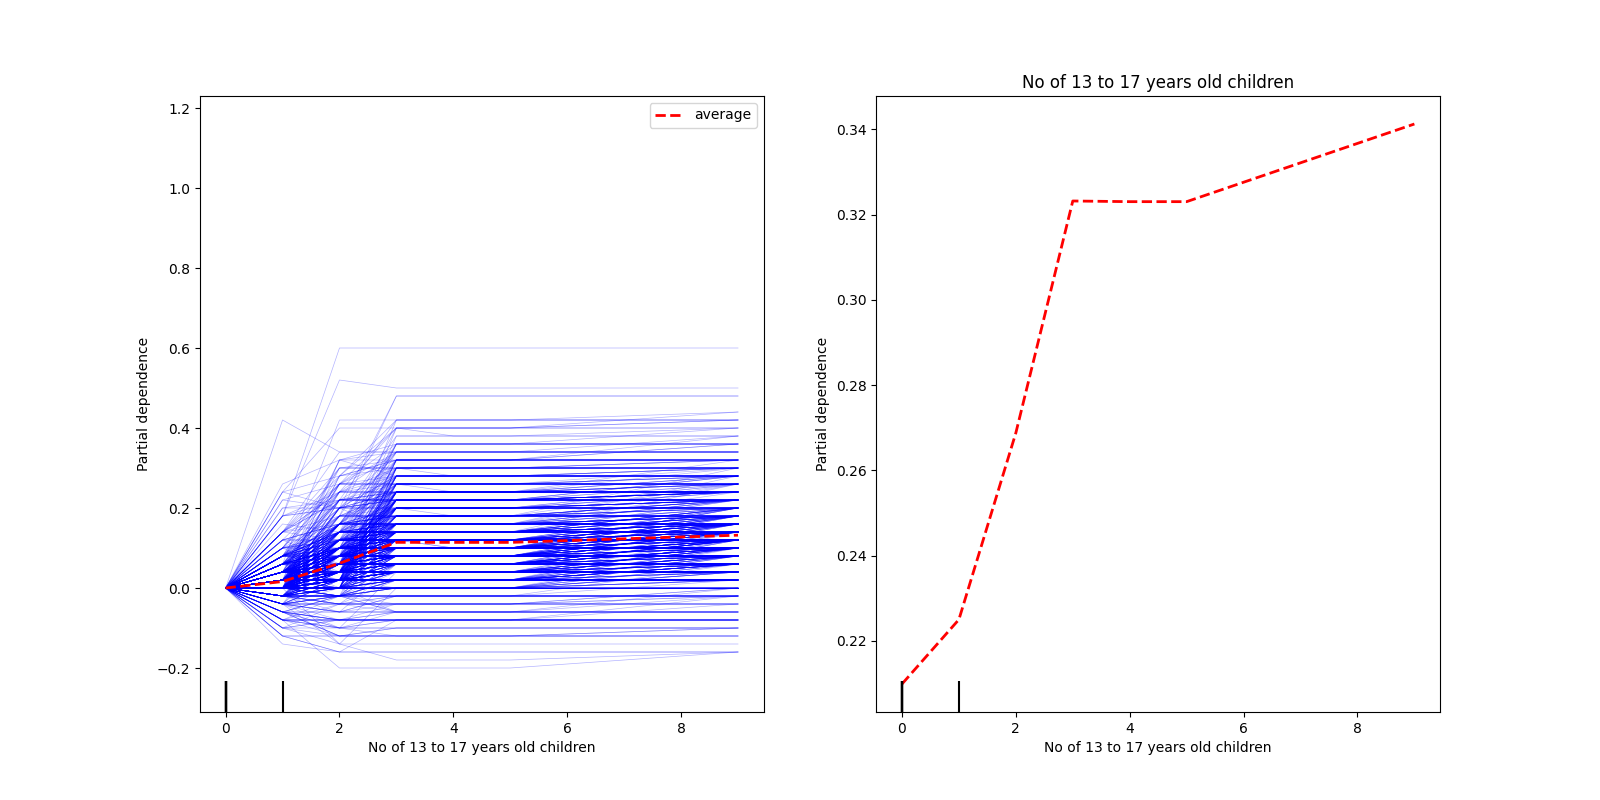 No of 13 to 17 years old children
1.2
1.0
0.8
0.6
0.4
0.2
0.0
−0.2
Partial dependence
average
0 2 4 6 8
No of 13 to 17 years old children
0.34
0.32
0.30
0.28
0.26
0.24
0.22
Partial dependence
0 2 4 6 8
No of 13 to 17 years old children